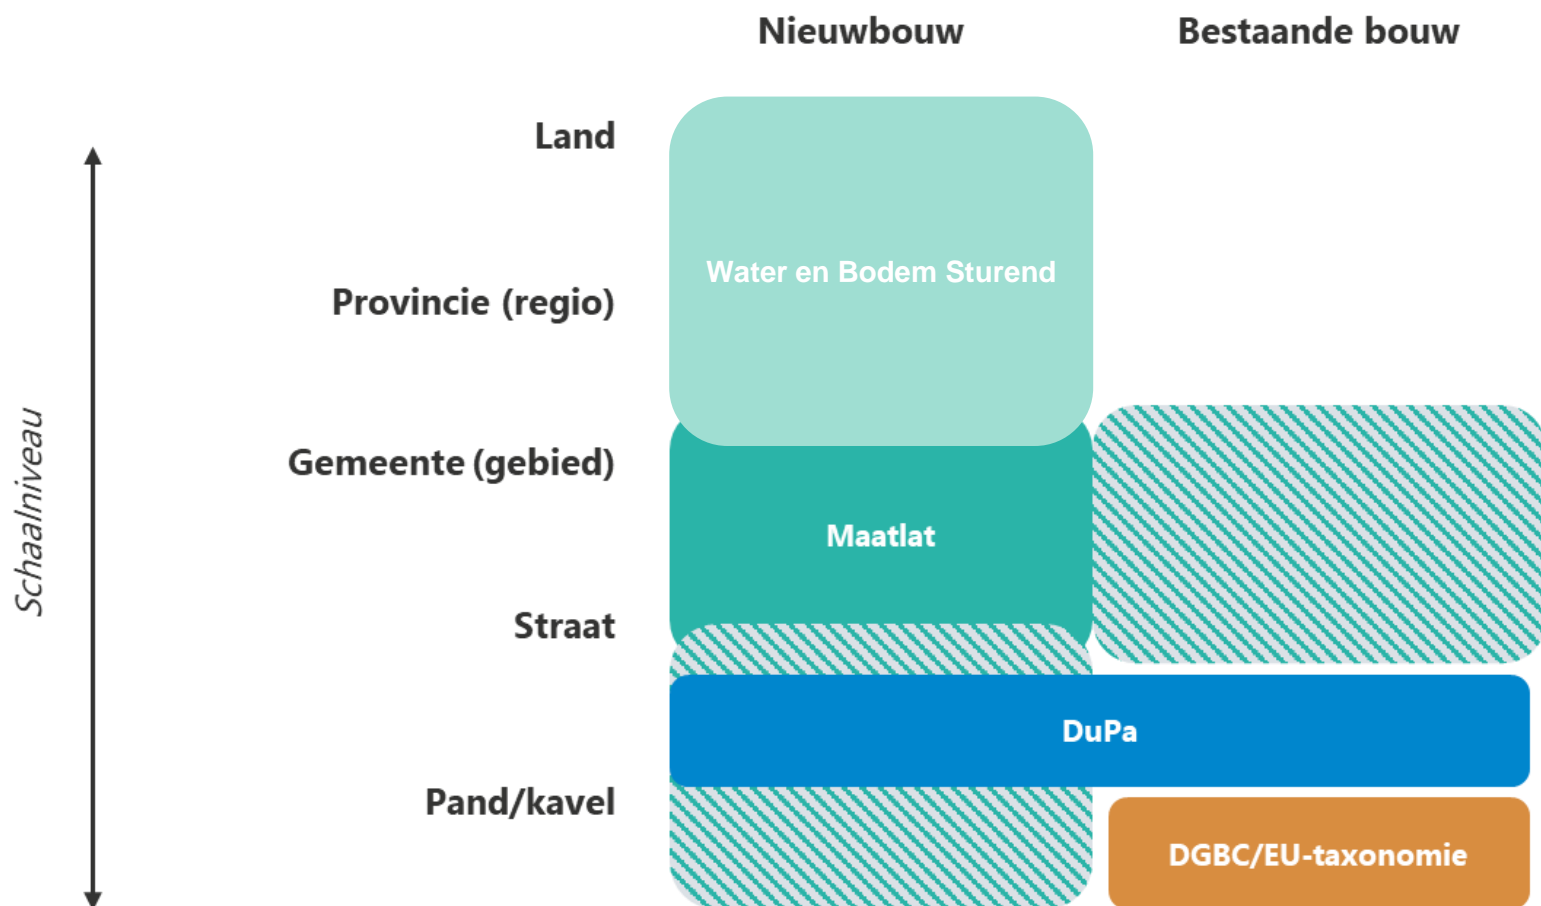 Nieuwbouw
Bestaande bouw
Land
Water en Bodem Sturend
Provincie (regio)
Schaalniveau
Gemeente (gebied)
Maatlat
Straat
DuPa
Pand/kavel
DGBC/EU-taxonomie